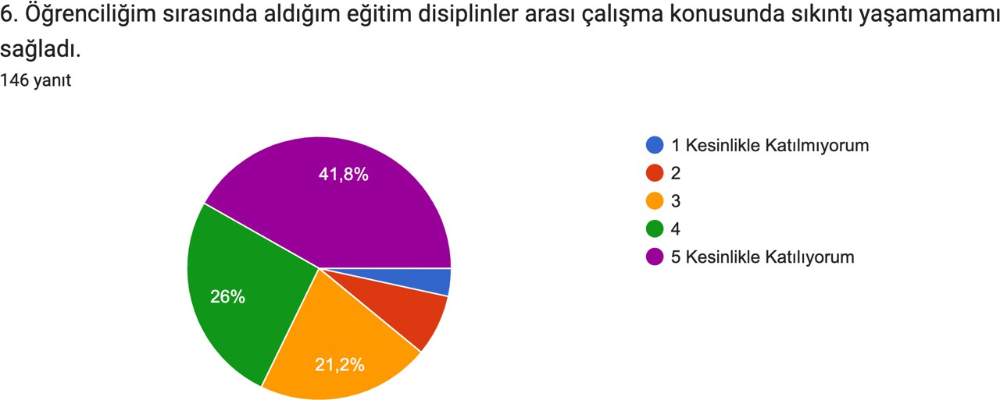 6. Öğrenciliğim sırasında aldığım eğitim disiplinler arası çalışma konusunda sıkıntı yaşamamamı
sağladı.
146 yanıt
41,8%
26%
21,2%
1 Kesinlikle Katılmıyorum
2
3
4
5 Kesinlikle Katılıyorum